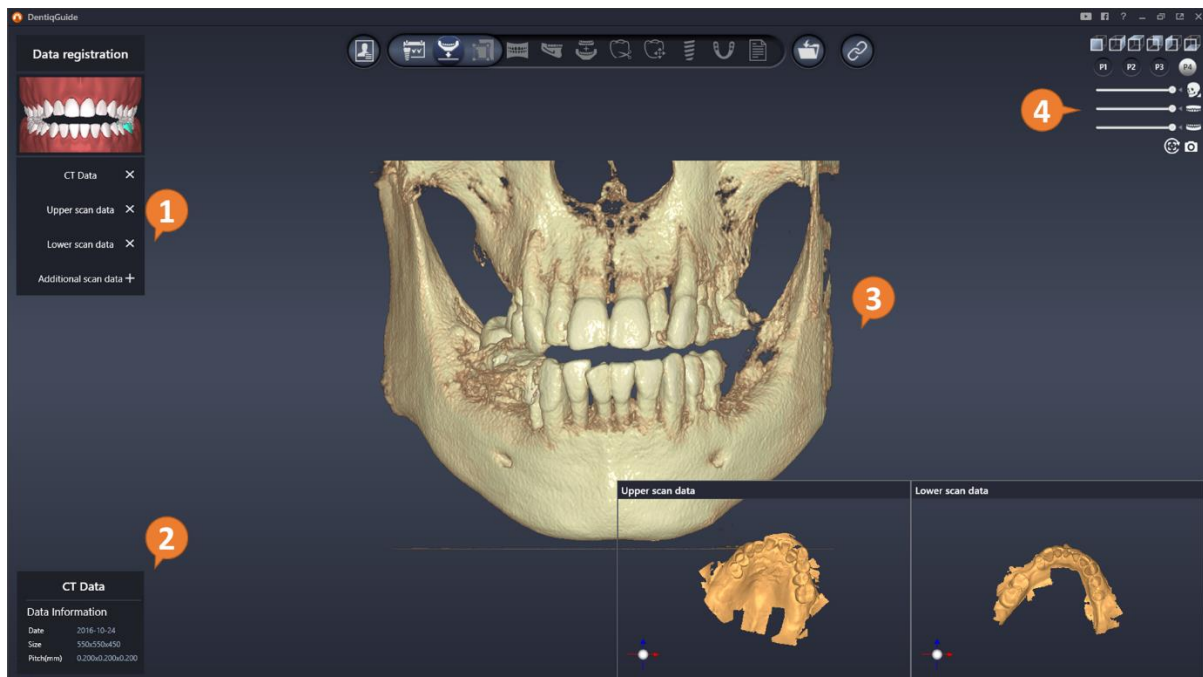 DentiqGuide
?
Data registration
P1 P2 P3 P4
4
CT Data
Upper scan data
1
Lower scan data
Additional scan data
3
Upper scan data
Lower scan data
2
CT Data
Data Information
Date 2016-10-24
Size 550x550x450
Pitch(mm) 0.200x0.200x0.200